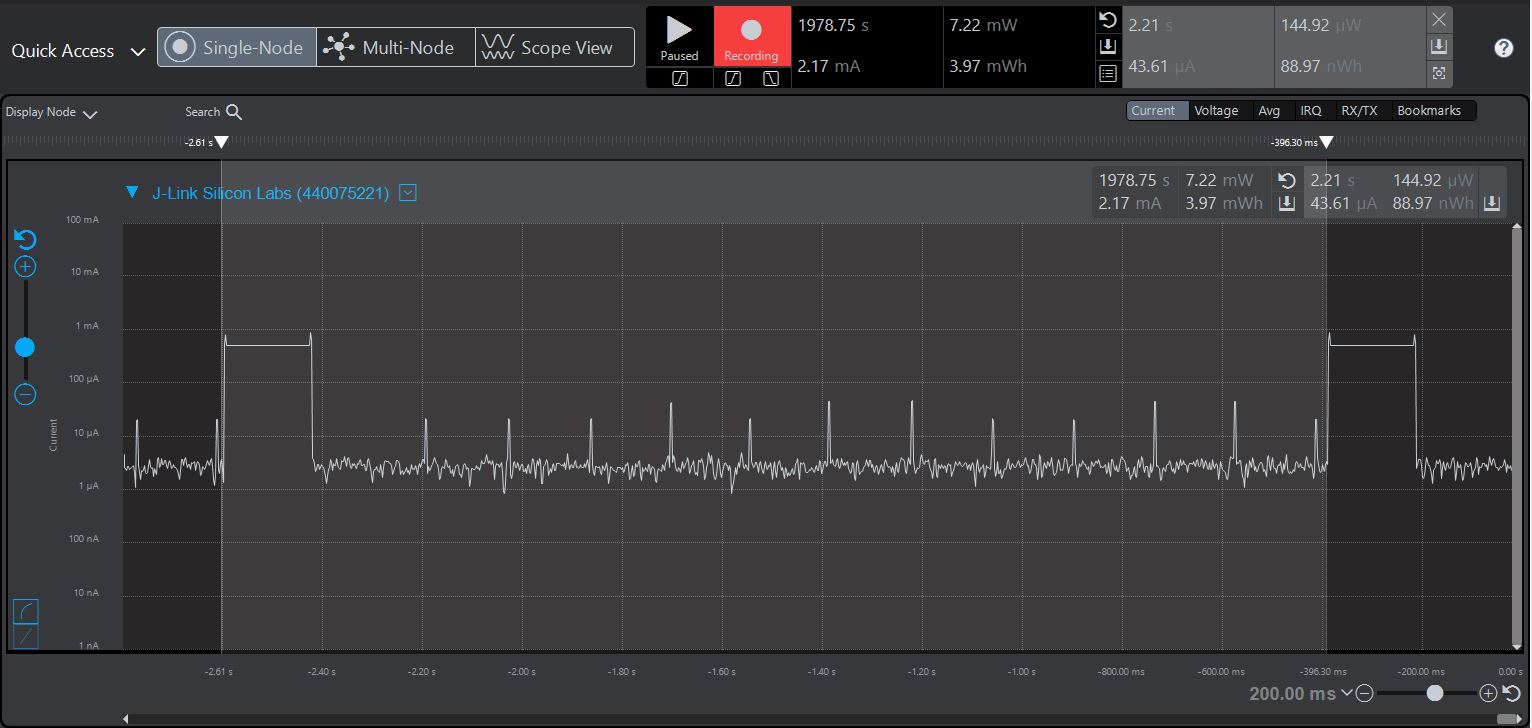 Quick Access Single-Node Multi-Node Scope View
Paused Recording
1978.75 s 7.22 mW
2.17 mA 3.97 mWh
2.21 s 144.92 µW
43.61 µA 88.97 nWh
?
Display Node Search
Current Voltage Avg IRQ RX/TX Bookmarks
-2.61 s -396.30 ms
J-Link Silicon Labs (440075221)
1978.75 s 7.22 mW 2.21 s 144.92 µW
2.17 mA 3.97 mWh 43.61 µA 88.97 nWh
100 mA
10 mA
1 mA
100 µA
10 µA
1 µA
100 nA
10 nA
1 nA
Current
-2.61 s -2.40 s -2.20 s -2.00 s -1.80 s -1.60 s -1.40 s -1.20 s -1.00 s -800.00 ms -600.00 ms -396.30 ms -200.00 ms 0.00 s
200.00 ms